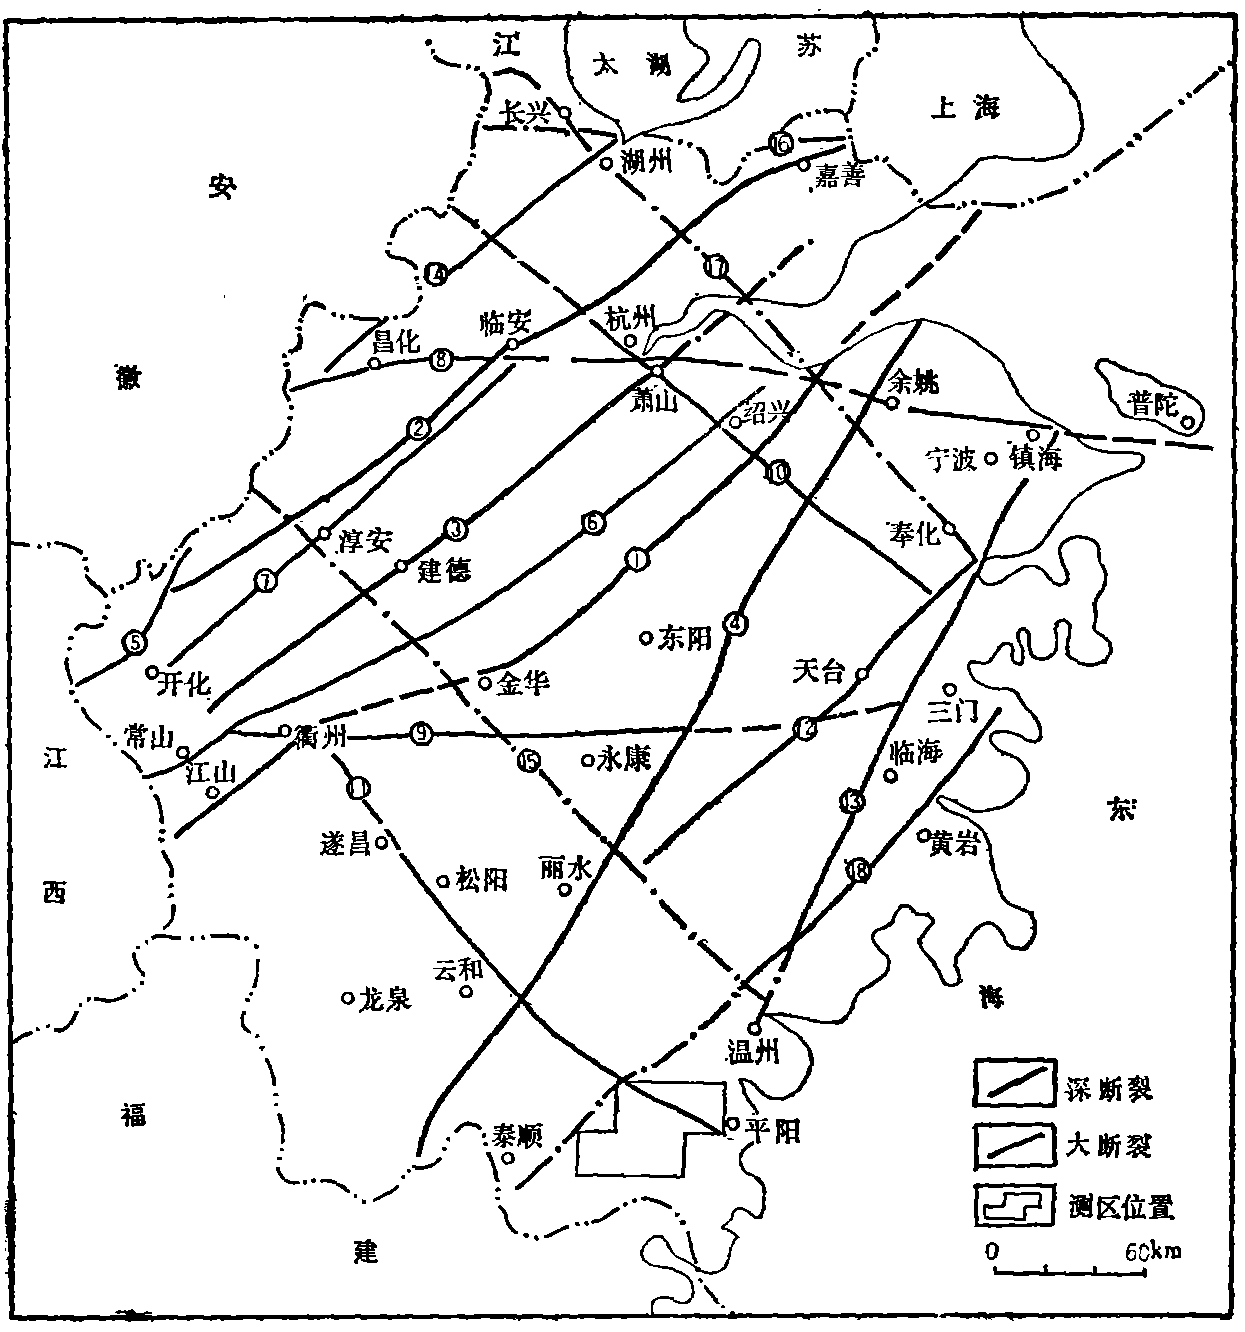 江
苏
太 湖
上 海
长兴
湖州
⑯
嘉善
安
⑭
⑰
杭州
临安
昌化
⑧
徽
萧山
绍兴
余姚
普陀
②
宁波
镇海
⑩
奉化
③
⑥
淳安
建德
①
⑦
④
⑤
东阳
开化
金华
天台
三门
常山
衢州
⑨
⑫
江
江山
⑮
永康
临海
⑪
⑬
东
遂昌
黄岩
西
松阳
丽水
⑱
云和
龙泉
海
温州
深断裂
福
泰顺
平阳
大断裂
测区位置
建
0 60km